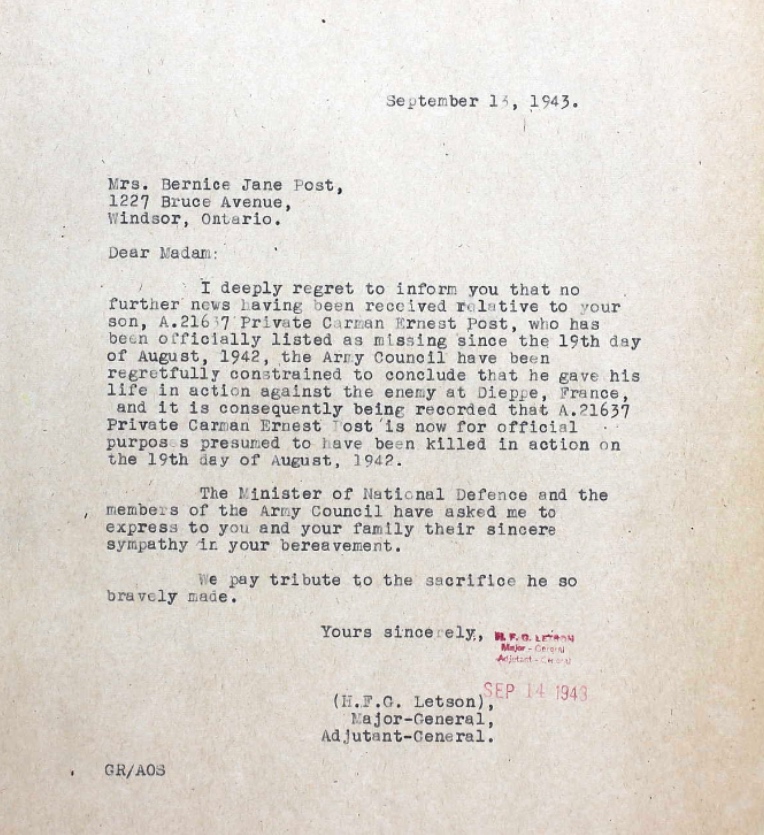 September 13, 1943.
Mrs. Bernice Jane Post,
1227 Bruce Avenue,
Windsor, Ontario.
Dear Madam:
I deeply regret to inform you that no
further news having been received relative to your
son, A.21637 Private Carman Ernest Post, who has
been officially listed as missing since the 19th day
of August, 1942, the Army Council have been
regretfully constrained to conclude that he gave his
life in action against the enemy at Dieppe, France,
and it is consequently being recorded that A.21637
Private Carman Ernest Post is now for official
purposes presumed to have been killed in action on
the 19th day of August, 1942.
The Minister of National Defence and the
members of the Army Council have asked me to
express to you and your family their sincere
sympathy in your bereavement.
We pay tribute to the sacrifice he so
bravely made.
Yours sincerely,
H. F. G. LETSON
Major - General
Adjutant - General
SEP 14 1943
(H.F.G. Letson),
Major-General,
Adjutant-General.
GR/AOS